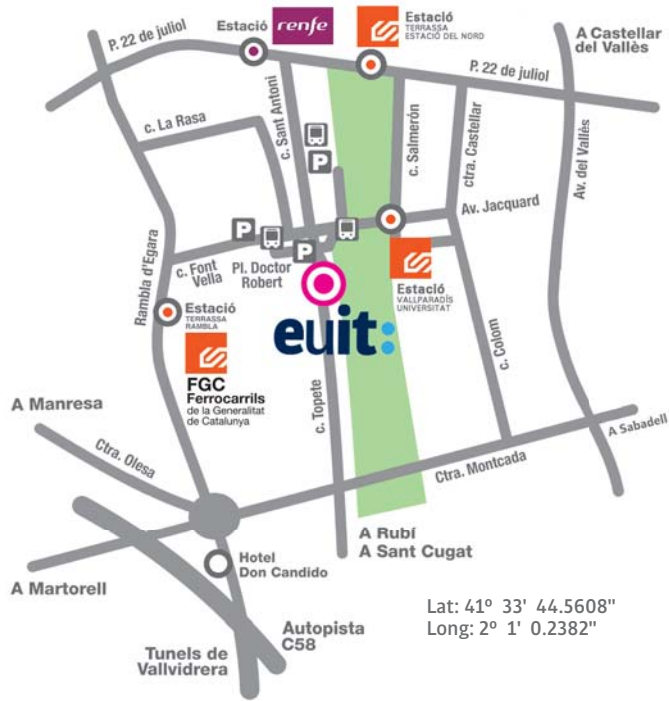 Estació
renfe
Estació
TERRASSA
ESTACIÓ DEL NORD
A Castellar
del Vallès
P. 22 de juliol
P. 22 de juliol
c. La Rasa
c. Sant Antoni
c. Salmerón
ctra. Castellar
Av. del Vallès
P
Av. Jacquard
P
P
c. Font
Vella
Pl. Doctor
Robert
Rambla d'Egara
Estació
VALLPARADÍS
UNIVERSITAT
Estació
TERRASSA
RAMBLA
euit:
FGC
Ferrocarrils
de la Generalitat
de Catalunya
c. Topete
c. Colom
A Manresa
Ctra. Olesa
A Sabadell
Ctra. Montcada
A Rubí
A Sant Cugat
Hotel
Don Candido
A Martorell
Autopista
C58
Tunels de
Vallvidrera
Lat: 41º 33' 44.5608"
Long: 2º 1' 0.2382"